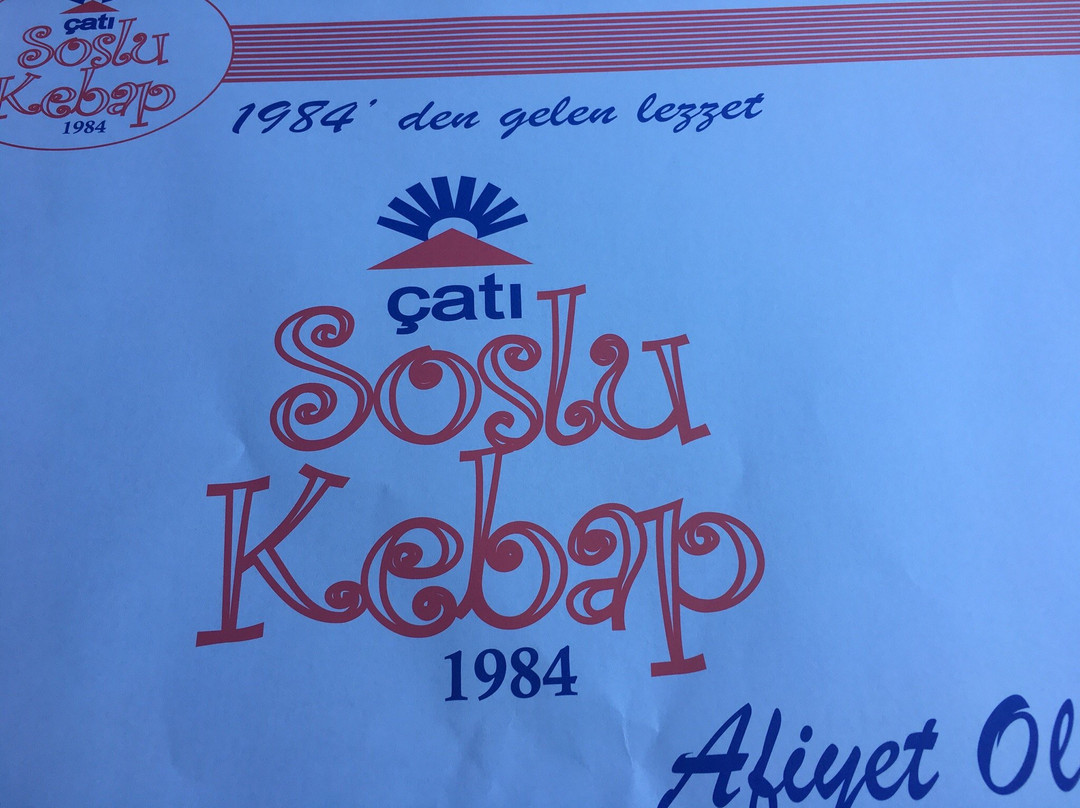 çatı
Soslu
Kebap
1984
1984' den gelen lezzet
çatı
Soslu
Kebap
1984
Afiyet Ol